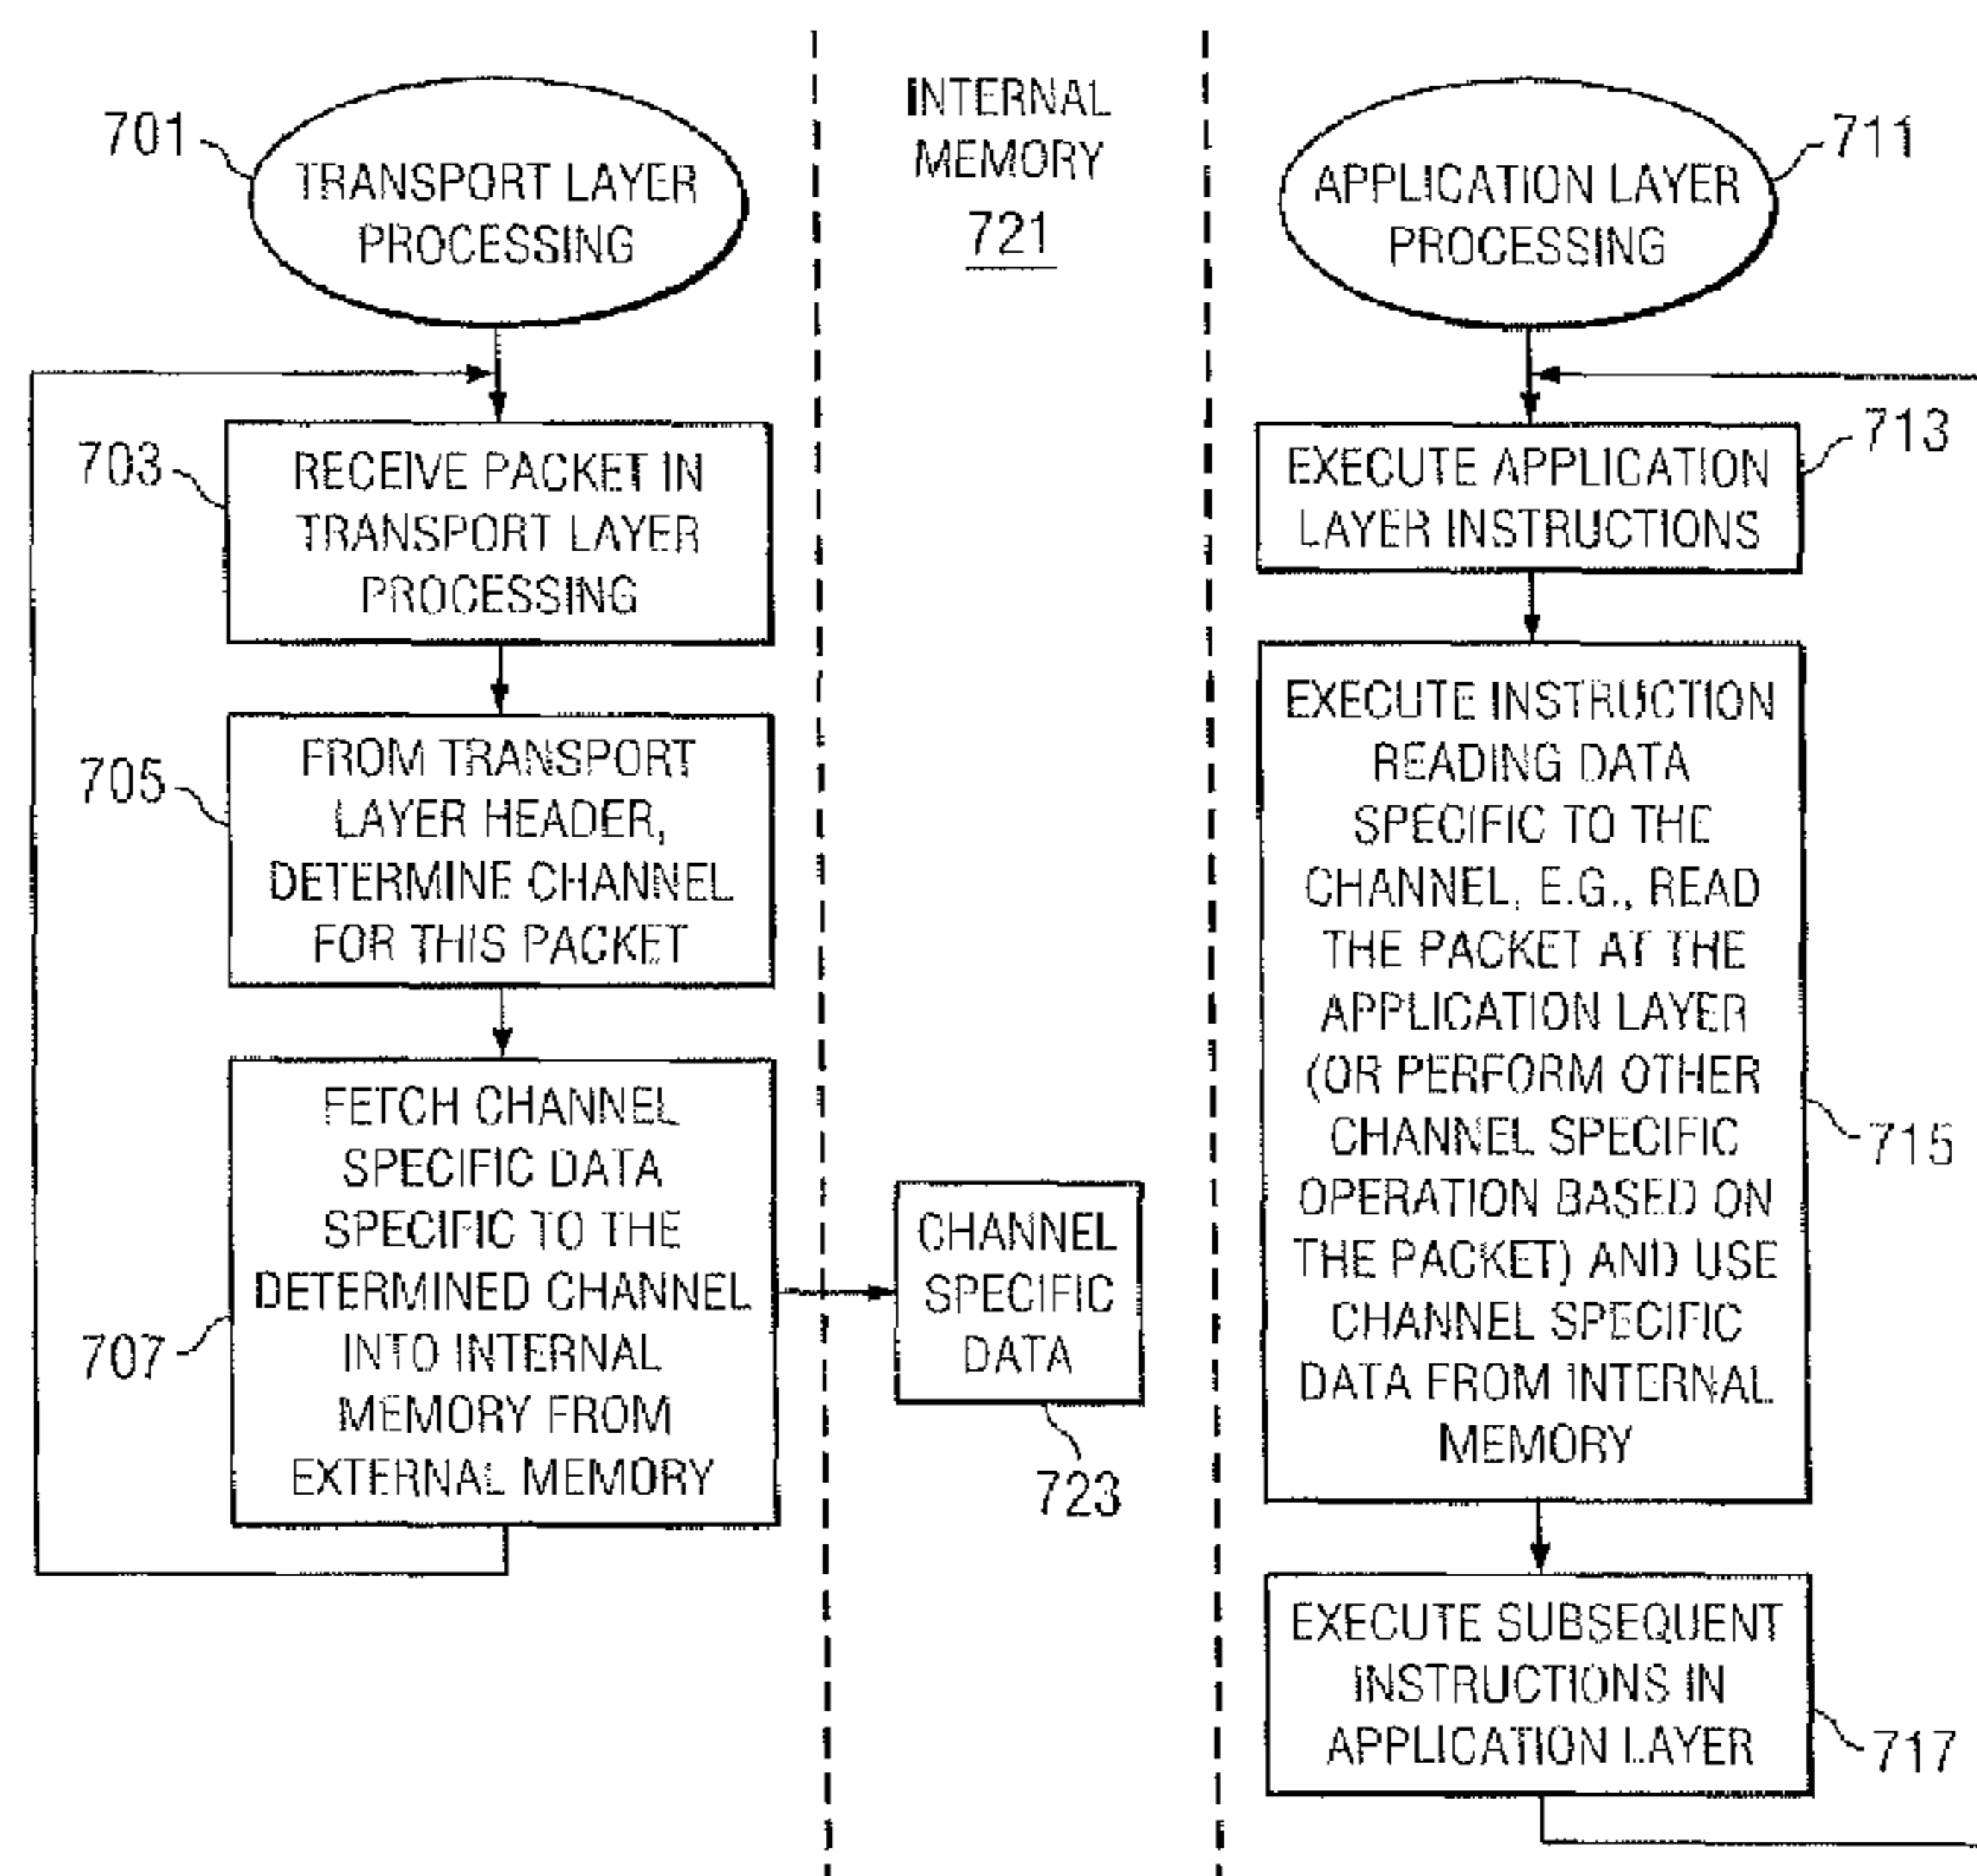 701
TRANSPORT LAYER
PROCESSING
703
RECEIVE PACKET IN
TRANSPORT LAYER
PROCESSING
705
FROM TRANSPORT
LAYER HEADER,
DETERMINE CHANNEL
FOR THIS PACKET
707
FETCH CHANNEL
SPECIFIC DATA
SPECIFIC TO THE
DETERMINED CHANNEL
INTO INTERNAL
MEMORY FROM
EXTERNAL MEMORY
INTERNAL
MEMORY
721
CHANNEL
SPECIFIC
DATA
723
711
APPLICATION LAYER
PROCESSING
713
EXECUTE APPLICATION
LAYER INSTRUCTIONS
EXECUTE INSTRUCTION
READING DATA
SPECIFIC TO THE
CHANNEL, E.G., READ
THE PACKET AT THE
APPLICATION LAYER
(OR PERFORM OTHER
CHANNEL SPECIFIC
OPERATION BASED ON
THE PACKET) AND USE
CHANNEL SPECIFIC
DATA FROM INTERNAL
MEMORY
715
EXECUTE SUBSEQUENT
INSTRUCTIONS IN
APPLICATION LAYER
717